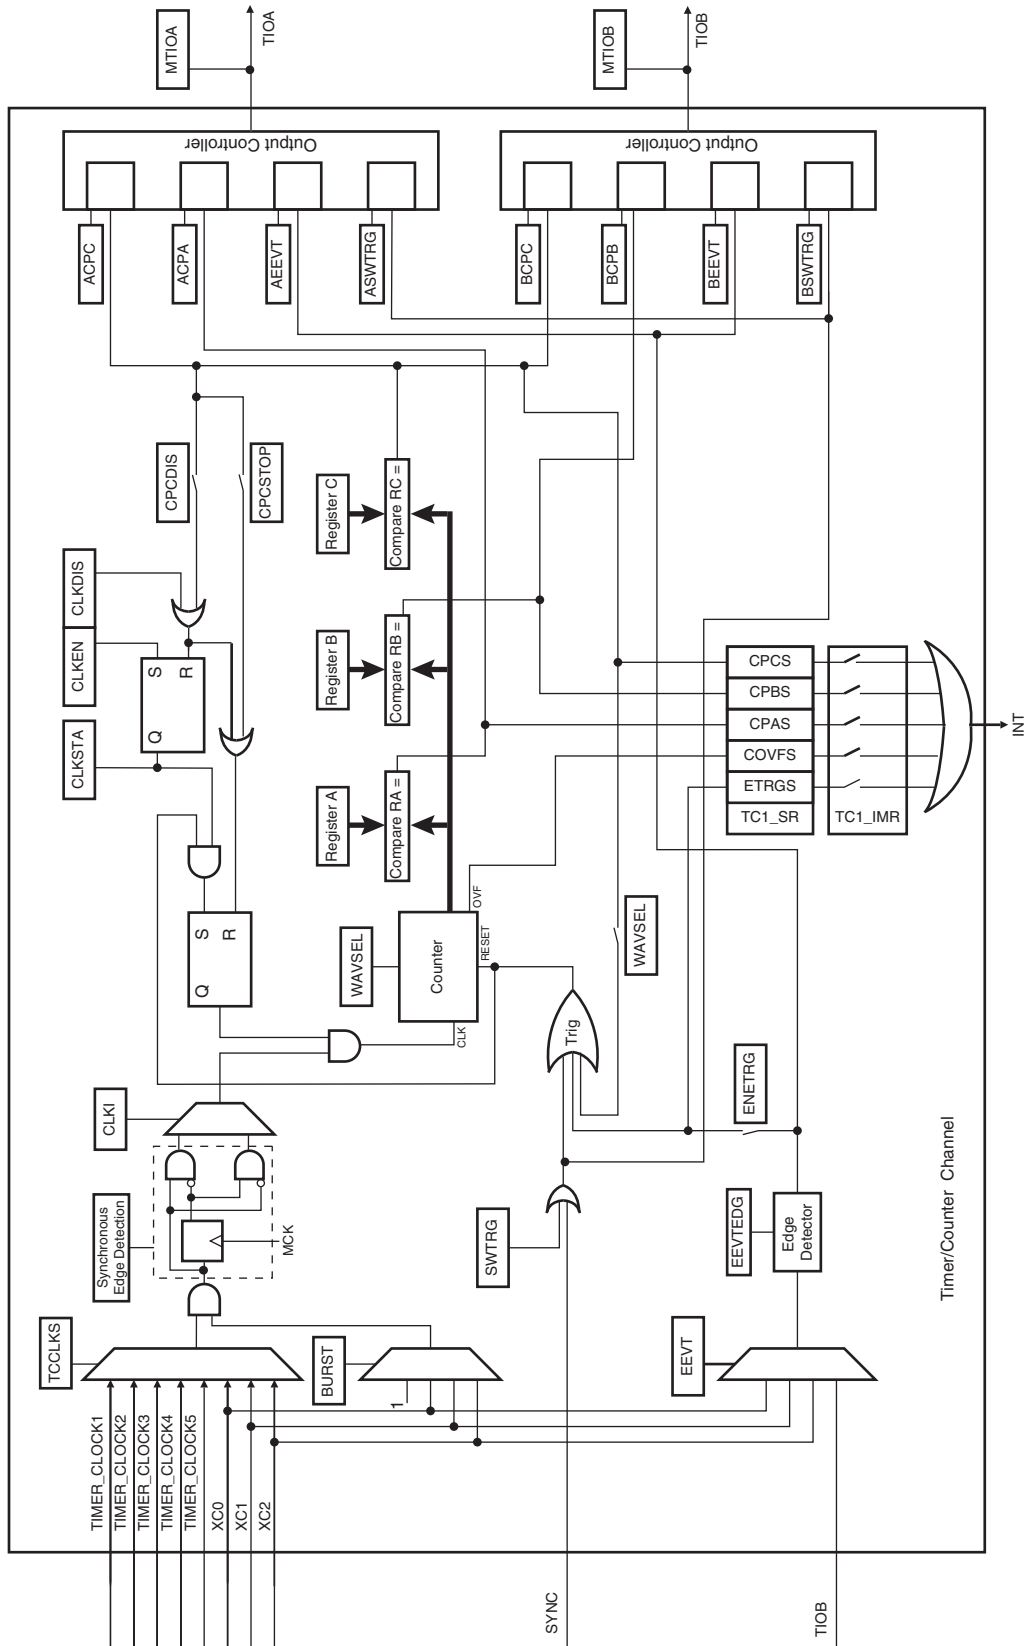 TIMER_CLOCK1
TIMER_CLOCK2
TIMER_CLOCK3
TIMER_CLOCK4
TIMER_CLOCK5
XC0
XC1
XC2
TCCLKS
Synchronous
Edge Detection
CLKI
MCK
BURST
1
SYNC
SWTRG
TIOB
EEVT
EEVTEDG
Edge
Detector
ENETRG
Timer/Counter Channel
Q
S
R
CLKSTA
CLKEN
CLKDIS
Q
S
R
CPCDIS
CPCSTOP
WAVSEL
Counter
CLK
RESET
OVF
Trig
WAVSEL
Register A
Register B
Register C
Compare RA =
Compare RB =
Compare RC =
CPCS
CPBS
CPAS
COVFS
ETRGS
TC1_SR
TC1_IMR
INT
ACPC
ACPA
AEEVT
ASWTRG
Output Controller
MTIOA
TIOA
BCPC
BCPB
BEEVT
BSWTRG
Output Controller
MTIOB
TIOB